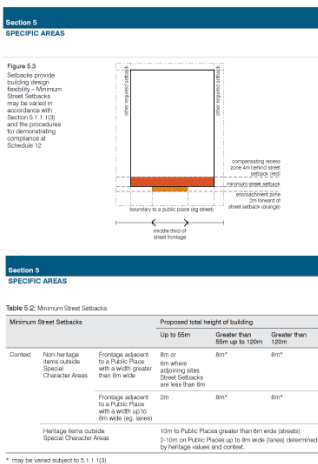 Section 5
SPECIFIC AREAS
Figure 5.3
Setbacks provide
building design
flexibility – Minimum
Street Setbacks
may be varied in
accordance with
Section 5.1.1.1(3)
and the procedures
for demonstrating
compliance at
Schedule 12
other required setback
other required setback
compensating recess
zone 4m behind street
setback (red)
minimum street setback
encroachment zone
2m forward of
street setback (orange)
boundary to a public place (eg street)
middle third of
street frontage
Section 5
SPECIFIC AREAS
Table 5.2: Minimum Street Setbacks
Minimum Street Setbacks
Proposed total height of building
Up to 55m
Greater than
55m up to 120m
Greater than
120m
Context
Non-heritage
items outside
Special
Character Areas
Frontage adjacent
to a Public Place
with a width greater
than 8m wide
8m or
6m where
adjoining sites
Street Setbacks
are less than 6m
8m*
8m*
Frontage adjacent
to a Public Place
with a width up to
8m wide (eg. lanes)
2m
8m*
8m*
Heritage items outside
Special Character Areas
10m to Public Places greater than 8m wide (streets).
2-10m on Public Places up to 8m wide (lanes) determined
by heritage values and context.
* may be varied subject to 5.1.1.1(3)